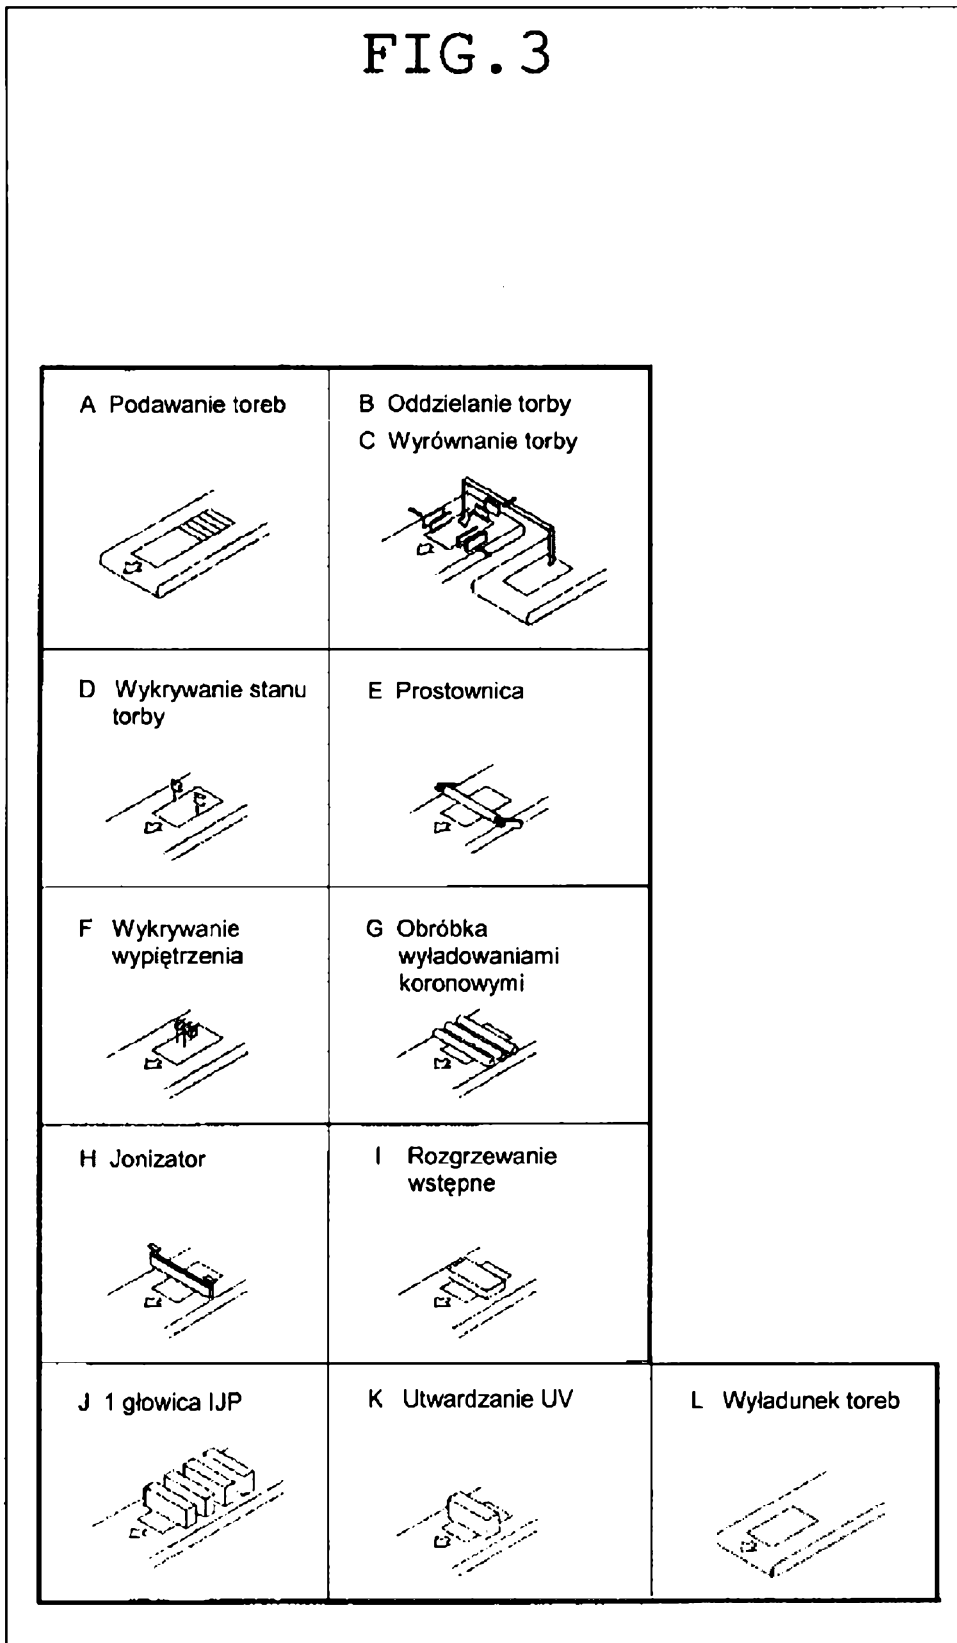 FIG.3
A Podawanie toreb
B Oddzielanie torby
C Wyrównanie torby
D Wykrywanie stanu
torby
E Prostownica
F Wykrywanie
wypiętrzenia
G Obróbka
wyładowaniami
koronowymi
H Jonizator
I Rozgrzewanie
wstępne
J 1 głowica IJP
K Utwardzanie UV
L Wyładunek toreb